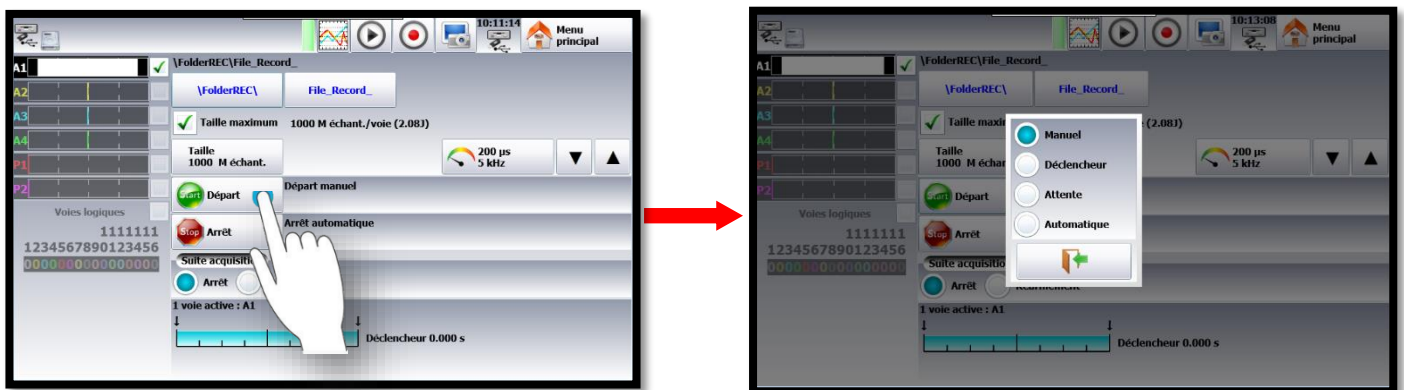 10:11:14
Menu
principal
A1
\FolderREC\File_Record_
A2
\FolderREC\
File_Record_
A3
Taille maximum 1000 M échant./voie (2.08J)
A4
Taille
1000 M échant.
200 µs
5 kHz
P1
P2
Start Départ
Départ manuel
Voies logiques
Stop Arrêt
Arrêt automatique
1111111
1234567890123456
0000000000000000
Suite acquisitio
Arrêt
1 voie active : A1
Déclencheur 0.000 s
10:13:08
Menu
principal
A1
\FolderREC\File_Record_
A2
\FolderREC\
File_Record_
A3
Taille maxi
(2.08J)
A4
Taille
1000 M échan
200 µs
5 kHz
P1
P2
Start Départ
Voies logiques
Stop Arrêt
1111111
1234567890123456
0000000000000000
Suite acquisitio
Arrêt
1 voie active : A1
Déclencheur 0.000 s
Manuel
Déclencheur
Attente
Automatique